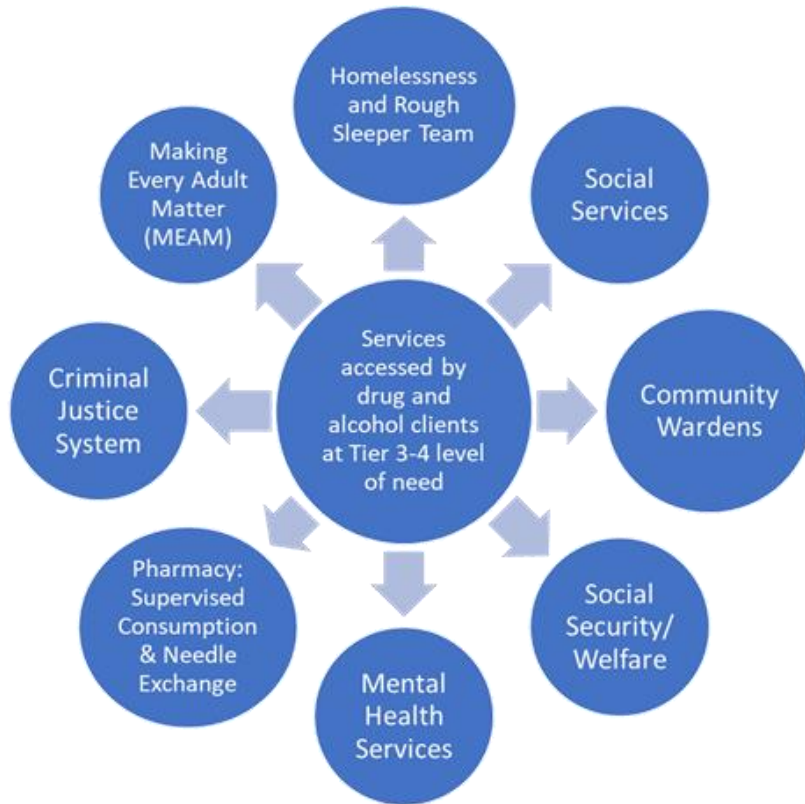 Homelessness
and Rough
Sleeper Team
Social
Services
Community
Wardens
Social
Security/
Welfare
Mental
Health
Services
Pharmacy:
Supervised
Consumption
& Needle
Exchange
Criminal
Justice
System
Making
Every Adult
Matter
(MEAM)
Services
accessed by
drug and
alcohol clients
at Tier 3-4 level
of need